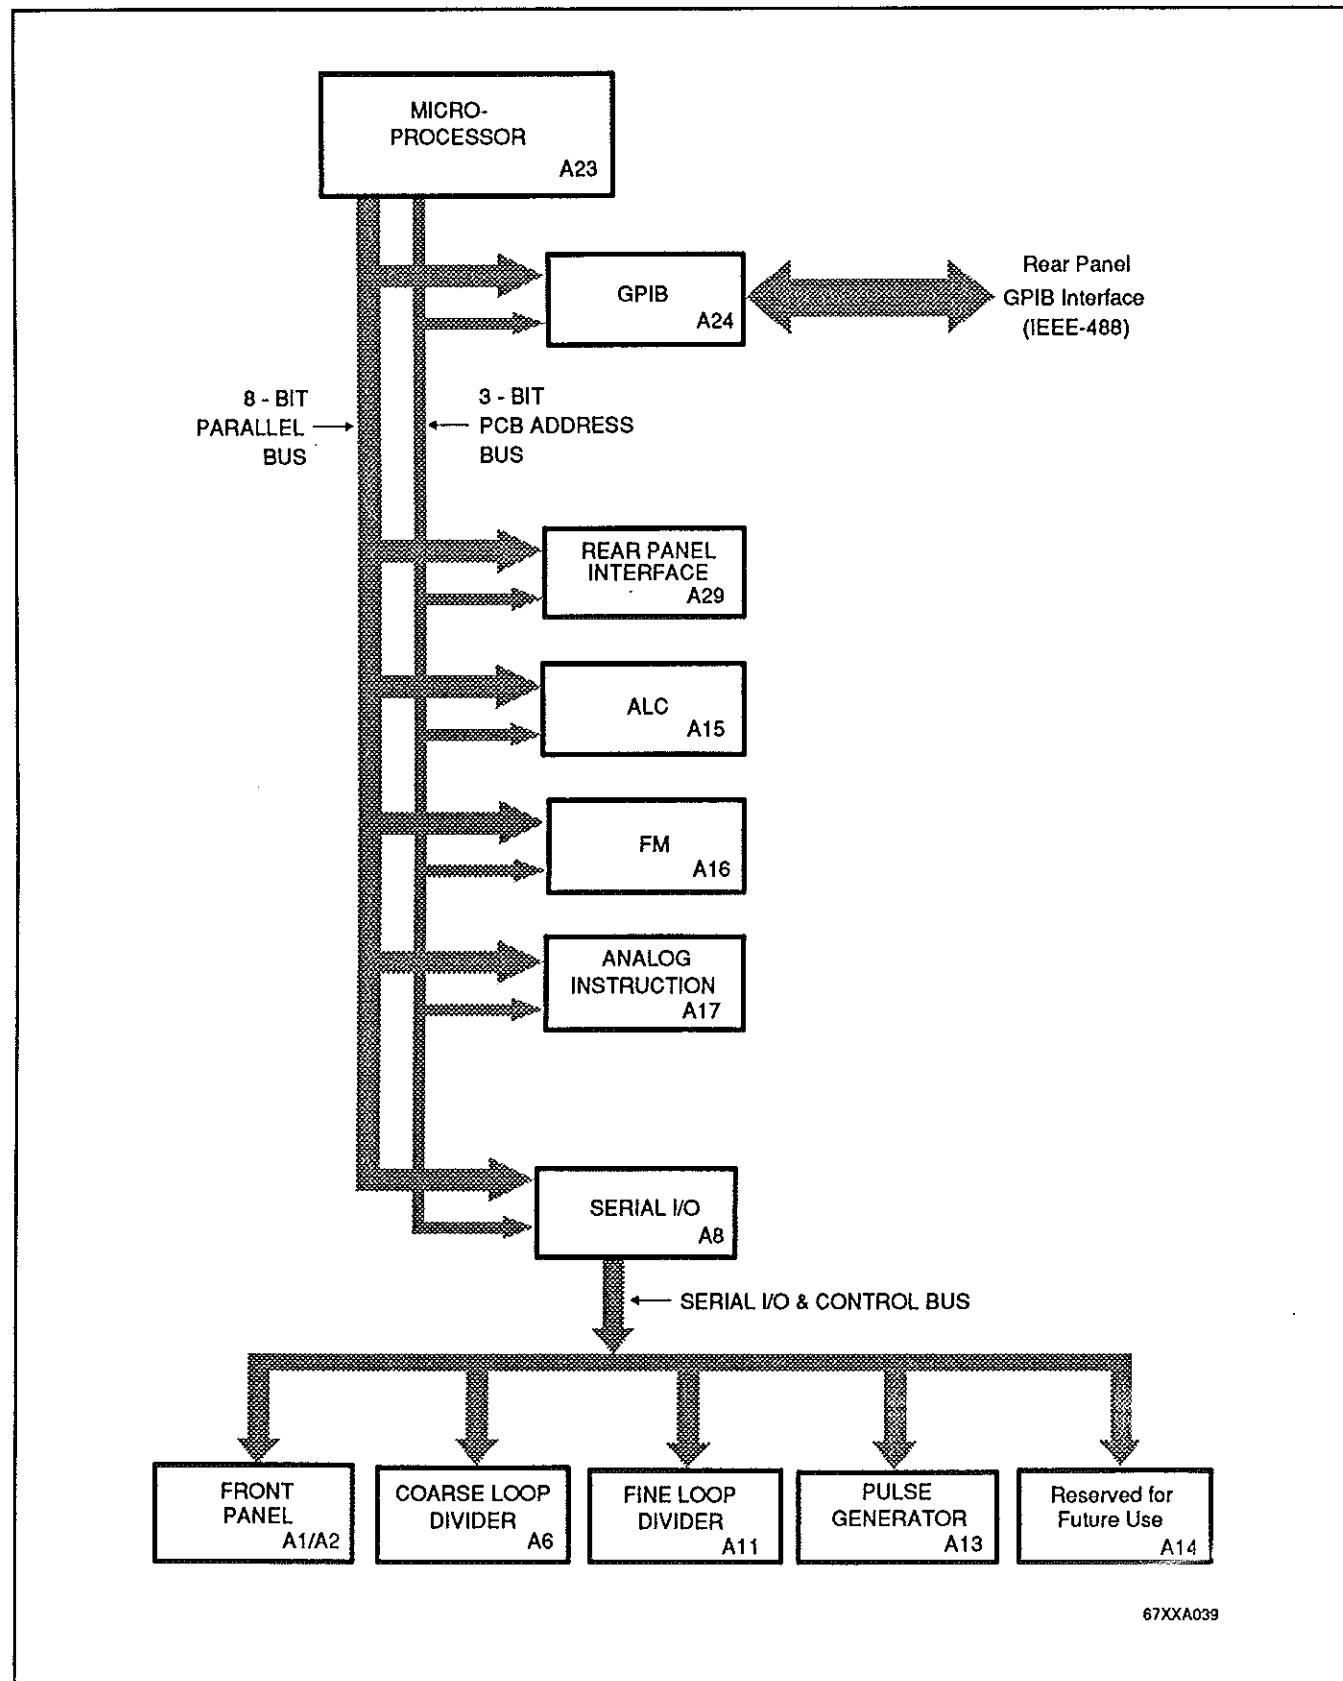 MICRO-
PROCESSOR
A23
GPIB
A24
Rear Panel
GPIB Interface
(IEEE-488)
8 - BIT
PARALLEL
BUS
3 - BIT
PCB ADDRESS
BUS
REAR PANEL
INTERFACE
A29
ALC
A15
FM
A16
ANALOG
INSTRUCTION
A17
SERIAL I/O
A8
SERIAL I/O & CONTROL BUS
FRONT
PANEL
A1/A2
COARSE LOOP
DIVIDER
A6
FINE LOOP
DIVIDER
A11
PULSE
GENERATOR
A13
Reserved for
Future Use
A14
67XXA039